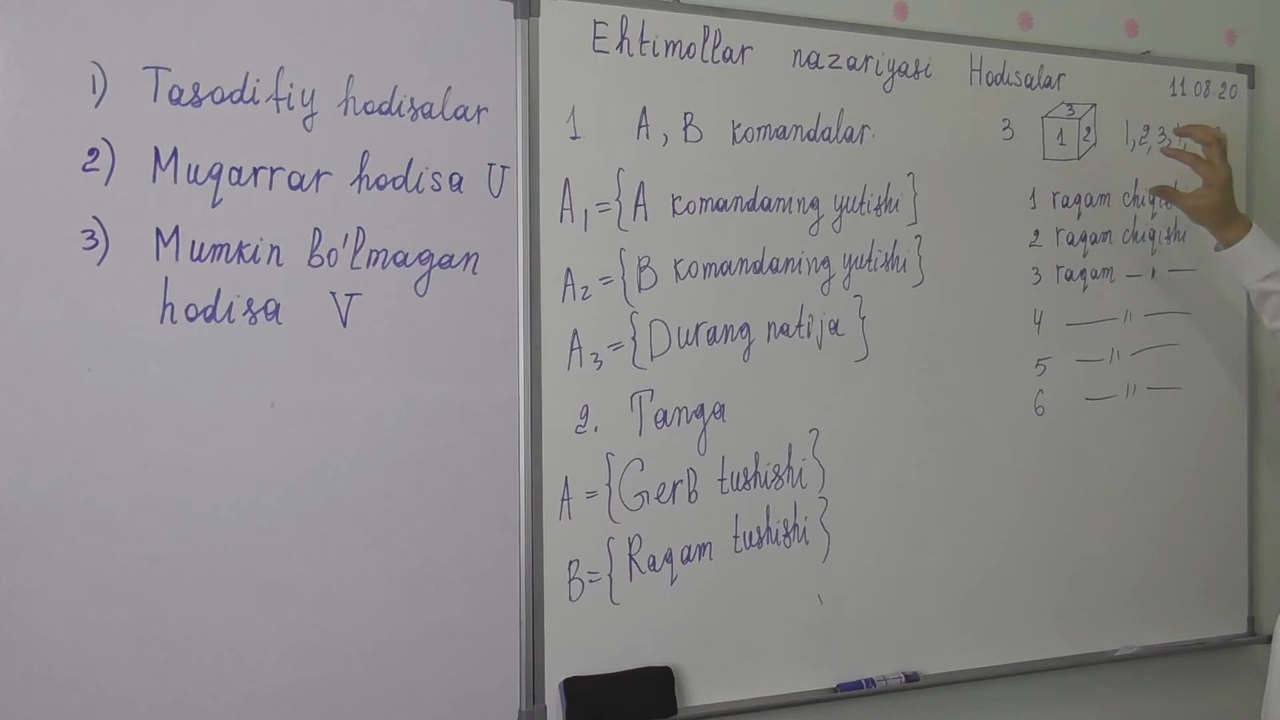 1) Tasodifiy hodisalar
2) Muqarrar hodisa U
3) Mumkin bo'lmagan
hodisa V
Ehtimollar nazariyasi Hodisalar
11.08.20
1 A, B komandalar.
A₁={A komandaning yutishi}
A₂={B komandaning yutishi}
A₃={Durang natija}
2. Tanga
A={Gerb tushishi}
B={Raqam tushishi}
3 1 2 3 1,2,3,
1 raqam
2 raqam chiqishi
3 raqam — " —
4 — " —
5 — " —
6 — " —